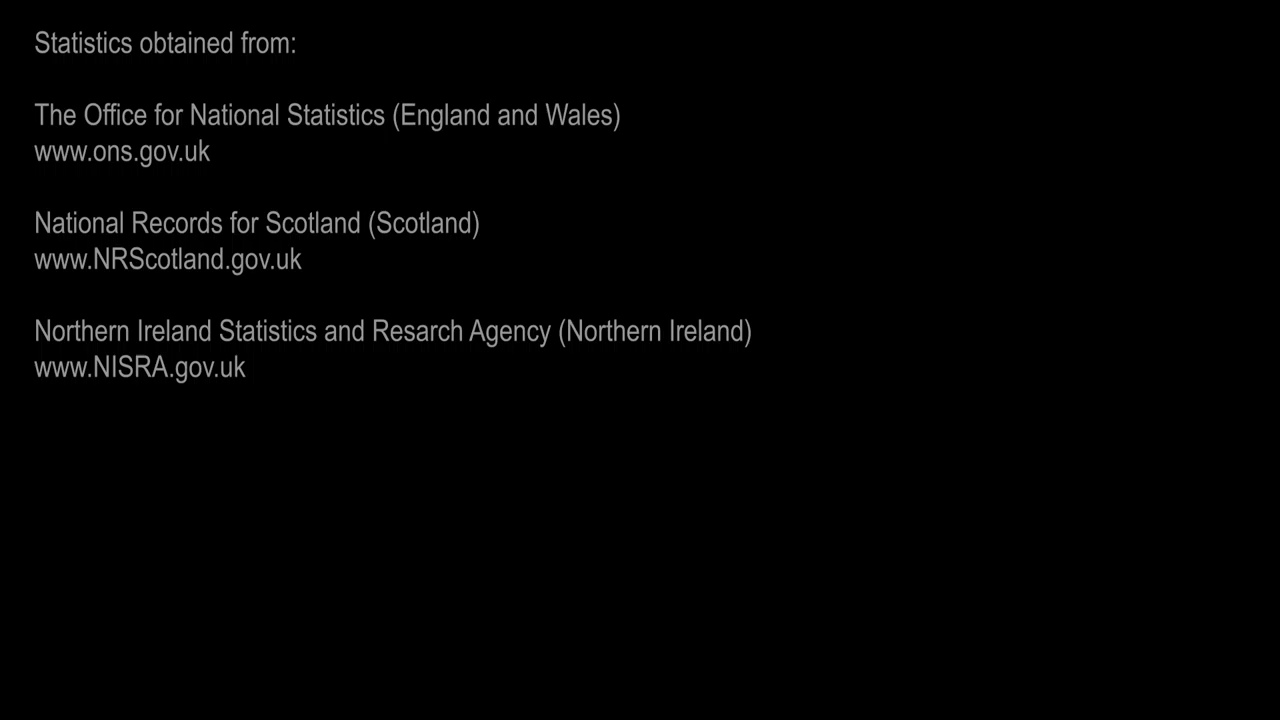 Statistics obtained from:
The Office for National Statistics (England and Wales)
www.ons.gov.uk
National Records for Scotland (Scotland)
www.NRScotland.gov.uk
Northern Ireland Statistics and Resarch Agency (Northern Ireland)
www.NISRA.gov.uk